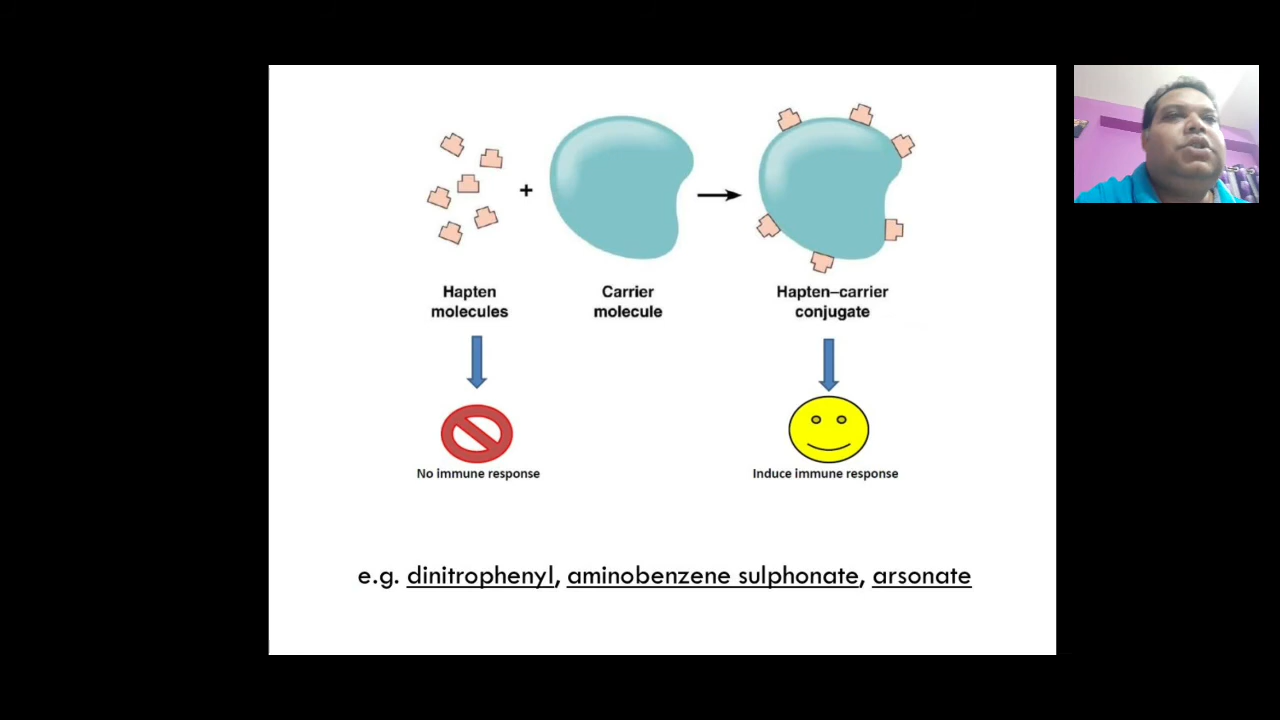 +
Hapten
molecules
Carrier
molecule
Hapten–carrier
conjugate
No immune response
Induce immune response
e.g. dinitrophenyl, aminobenzene sulphonate, arsonate